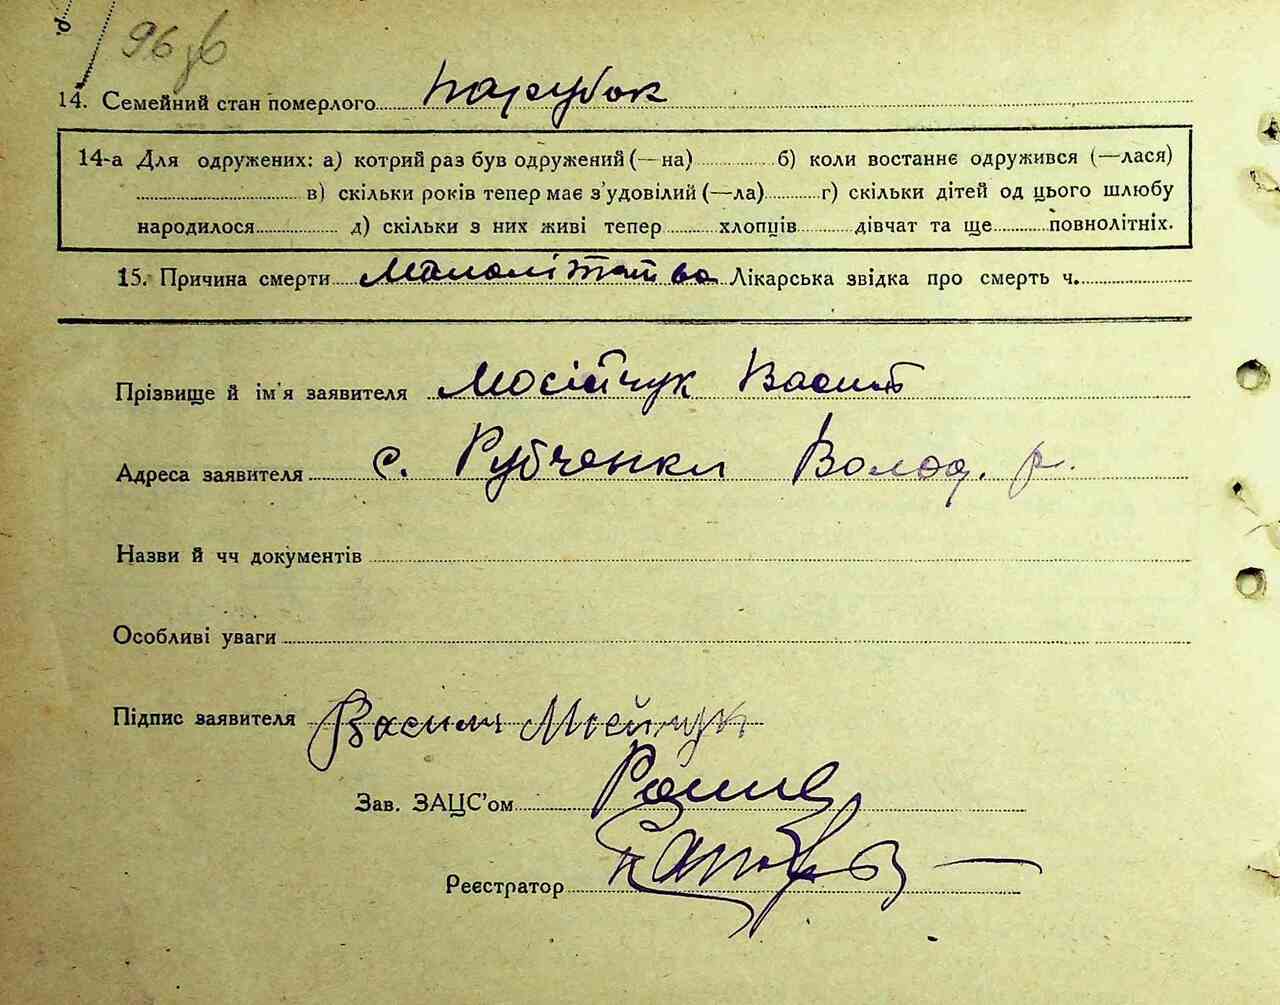 96 зв
14. Семейний стан померлого парубок
14-а Для одружених: а) котрий раз був одружений (—на) б) коли востаннє одружився (—лася)
в) скільки років тепер має з'удовілий (—ла) г) скільки дітей од цього шлюбу
народилося д) скільки з них живі тепер хлопців дівчат та ще повнолітніх.
15. Причина смерти Малолітства Лікарська звідка про смерть ч.
Прізвище й ім'я заявителя Мосійчук Василь
Адреса заявителя с. Рубченки Волод. р.
Назви й чч документів
Особливі уваги
Підпис заявителя Василь Мосійчук
Зав. ЗАЦС'ом
Реєстратор